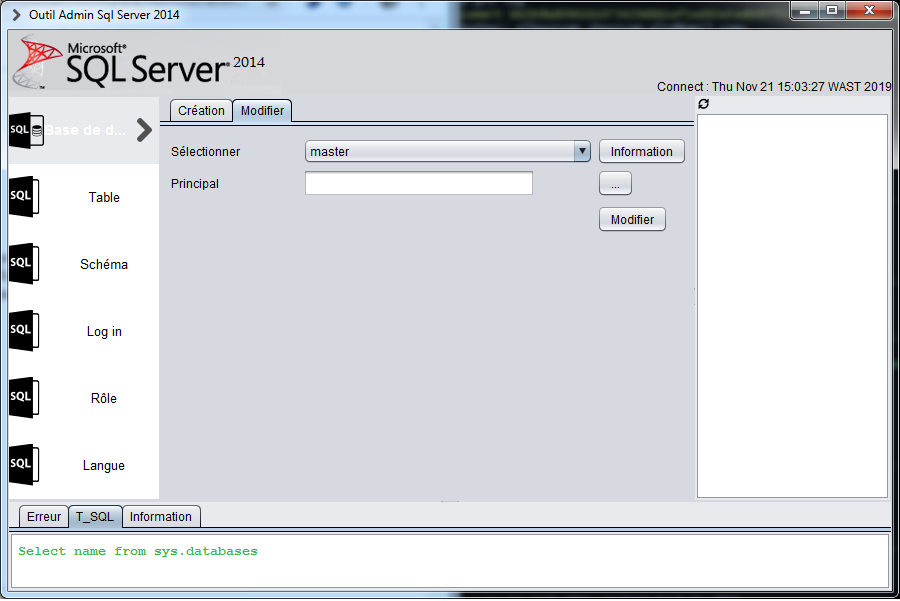 Outil Admin Sql Server 2014
Microsoft®
SQL Server® 2014
Connect : Thu Nov 21 15:03:27 WAST 2019
SQL Base de d...
Création Modifier
Sélectionner master Information
Principal ...
Modifier
SQL Table
SQL Schéma
SQL Log in
SQL Rôle
SQL Langue
Erreur T_SQL Information
Select name from sys.databases